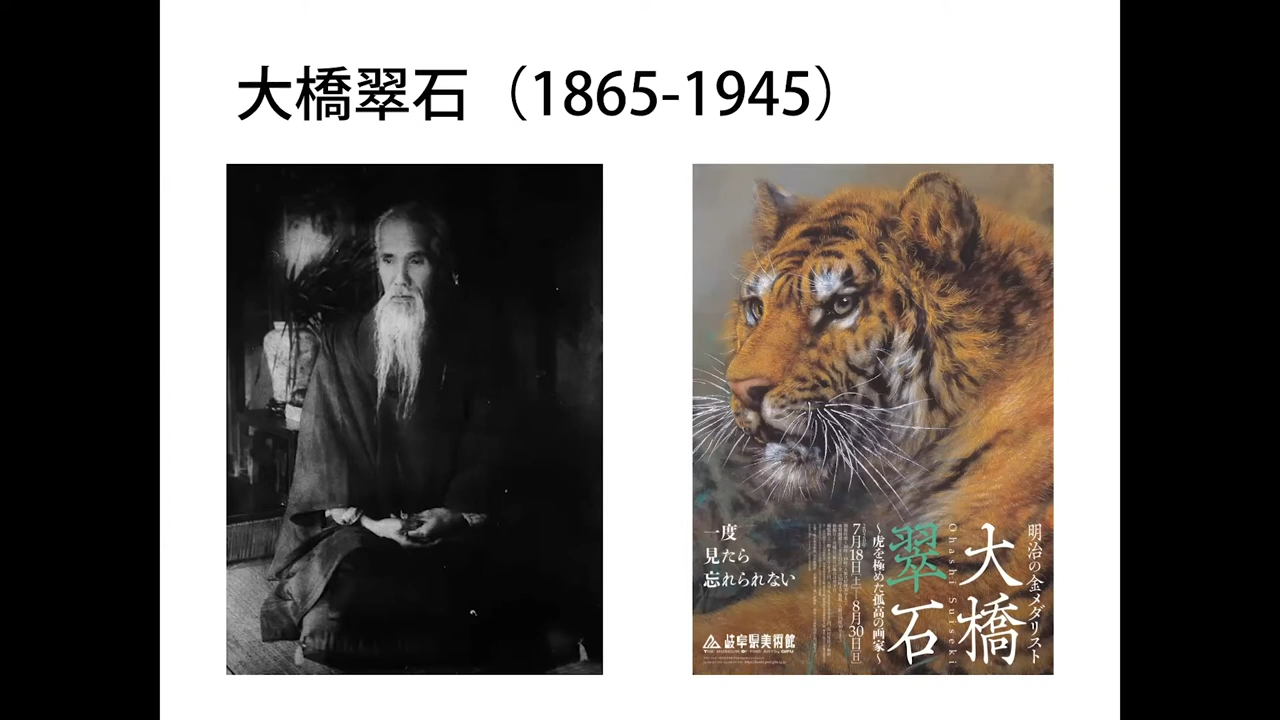 大橋翠石（1865-1945）
明治の金メダリスト
大橋
Ohashi Suiseki
翠石
～虎を極めた孤高の画家～
7月18日［土］－8月30日［日］
一度
見たら
忘れられない
岐阜県美術館
THE MUSEUM OF FINE ARTS, GIFU